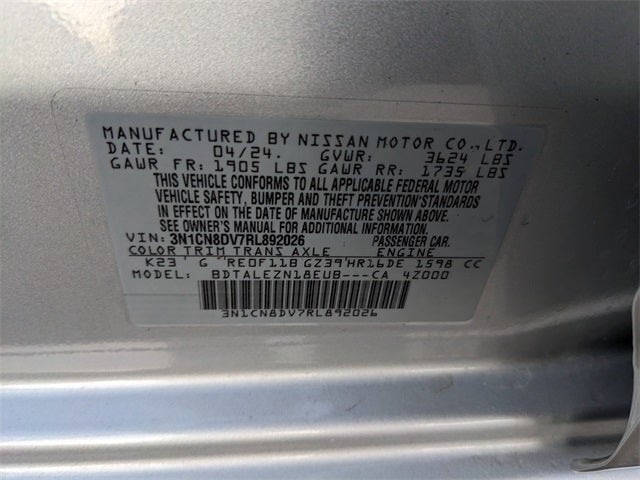 MANUFACTURED BY NISSAN MOTOR CO.,LTD.
DATE: 04/24. GVWR: 3624 LBS
GAWR FR: 1905 LBS GAWR RR: 1735 LBS
THIS VEHICLE CONFORMS TO ALL APPLICABLE FEDERAL MOTOR
VEHICLE SAFETY, BUMPER AND THEFT PREVENTION STANDARDS
IN EFFECT ON THE DATE OF MANUFACTURE SHOWN ABOVE.
SEE OWNER'S MANUAL FOR ADDITIONAL INFORMATION.
VIN: 3N1CN8DV7RL892026 PASSENGER CAR
COLOR TRIM TRANS AXLE ENGINE
K23 G RE0F11B GZ39 HR16DE 1598 CC
MODEL: BDTALEZN18EUB---CA 4Z000
3N1CN8DV7RL892026